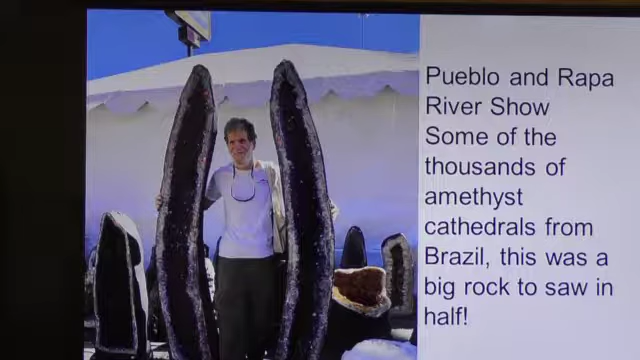 Pueblo and Rapa
River Show
Some of the
thousands of
amethyst
cathedrals from
Brazil, this was a
big rock to saw in
half!